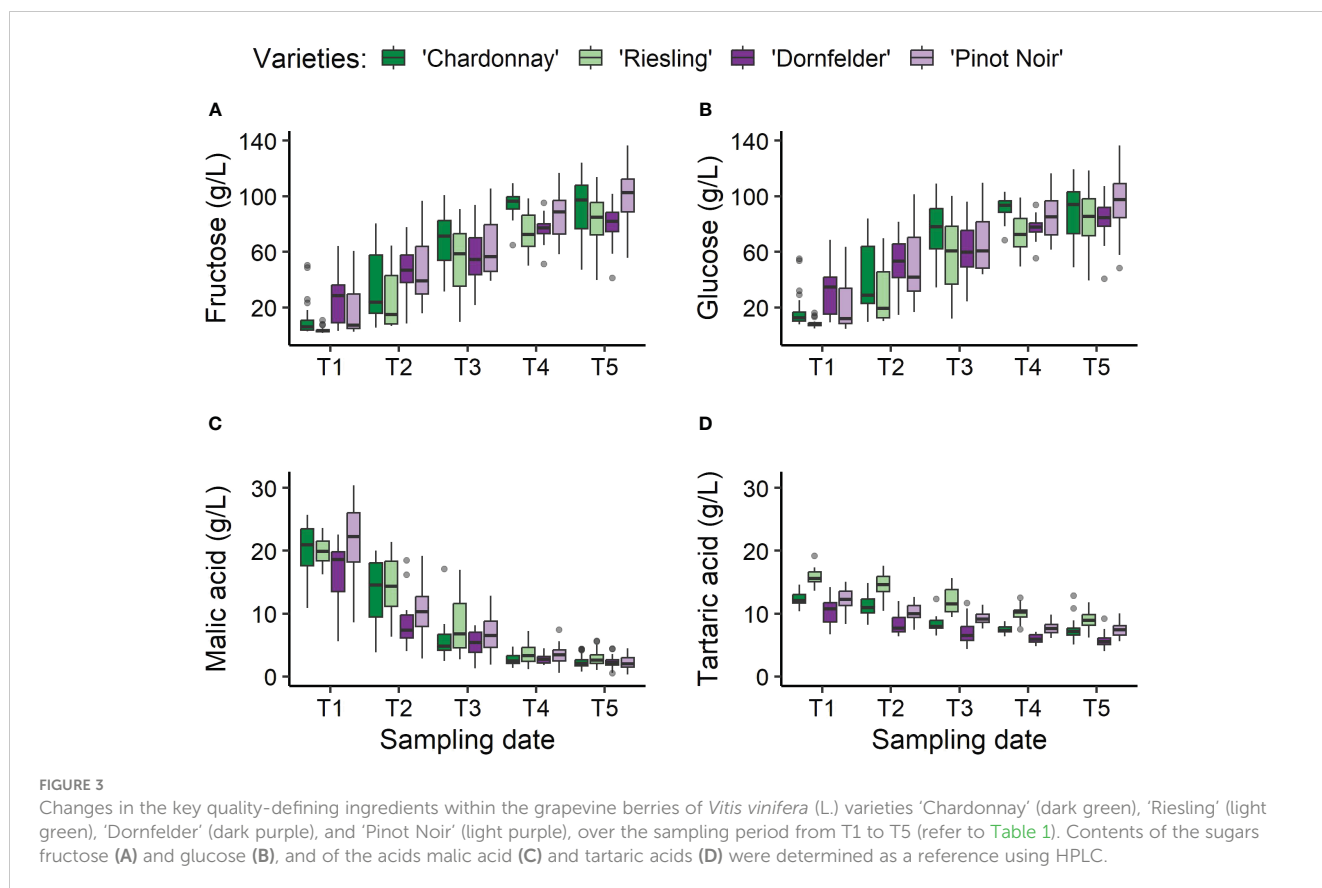 Varieties: 'Chardonnay' 'Riesling' 'Dornfelder' 'Pinot Noir'
A
Fructose (g/L)
140
100
60
20
T1 T2 T3 T4 T5
B
Glucose (g/L)
140
100
60
20
T1 T2 T3 T4 T5
C
Malic acid (g/L)
30
20
10
0
T1 T2 T3 T4 T5
Sampling date
D
Tartaric acid (g/L)
30
20
10
0
T1 T2 T3 T4 T5
Sampling date
FIGURE 3
Changes in the key quality-defining ingredients within the grapevine berries of Vitis vinifera (L.) varieties ‘Chardonnay’ (dark green), ‘Riesling’ (light
green), ‘Dornfelder’ (dark purple), and ‘Pinot Noir’ (light purple), over the sampling period from T1 to T5 (refer to Table 1). Contents of the sugars
fructose (A) and glucose (B), and of the acids malic acid (C) and tartaric acids (D) were determined as a reference using HPLC.